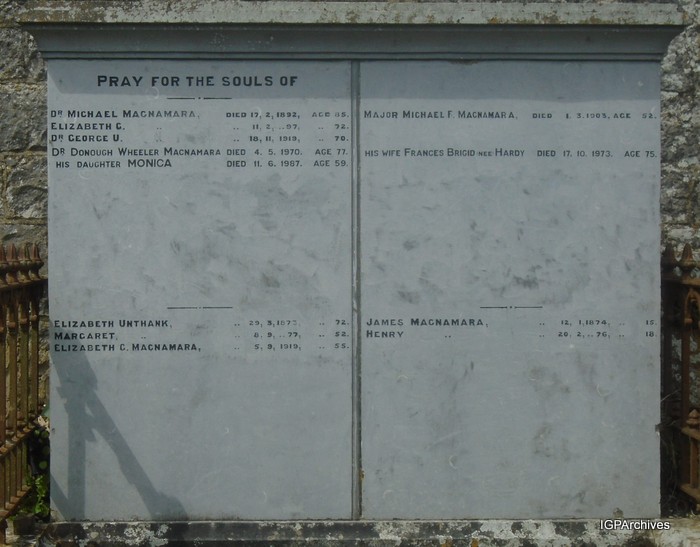 PRAY FOR THE SOULS OF
DR MICHAEL MACNAMARA, DIED 17, 2, 1892, AGE 85.
ELIZABETH G. ,, ,, 11, 2, ,,97, ,, 72.
DR GEORGE U. ,, 10, 11, 1919, 70.
DR DONOUGH WHEELER MACNAMARA DIED 4. 5. 1970. AGE 77.
HIS DAUGHTER MONICA DIED 11. 6. 1987. AGE 59.
ELIZABETH UNTHANK, ,, 29, 3, 1873, ,, 72.
MARGARET, ,, ,, 8, 9, ,,77, ,, 52.
ELIZABETH C. MACNAMARA, ,, 5, 9, 1919, ,, 55.
MAJOR MICHAEL F. MACNAMARA, DIED 1. 3. 1903, AGE 52.
HIS WIFE FRANCES BRIGID NEE HARDY DIED 17. 10. 1973. AGE 75.
JAMES MACNAMARA, ,, 12, 1, 1874, ,, 15.
HENRY ,, ,, 20, 2, ,,76, ,, 18.
IGPArchives